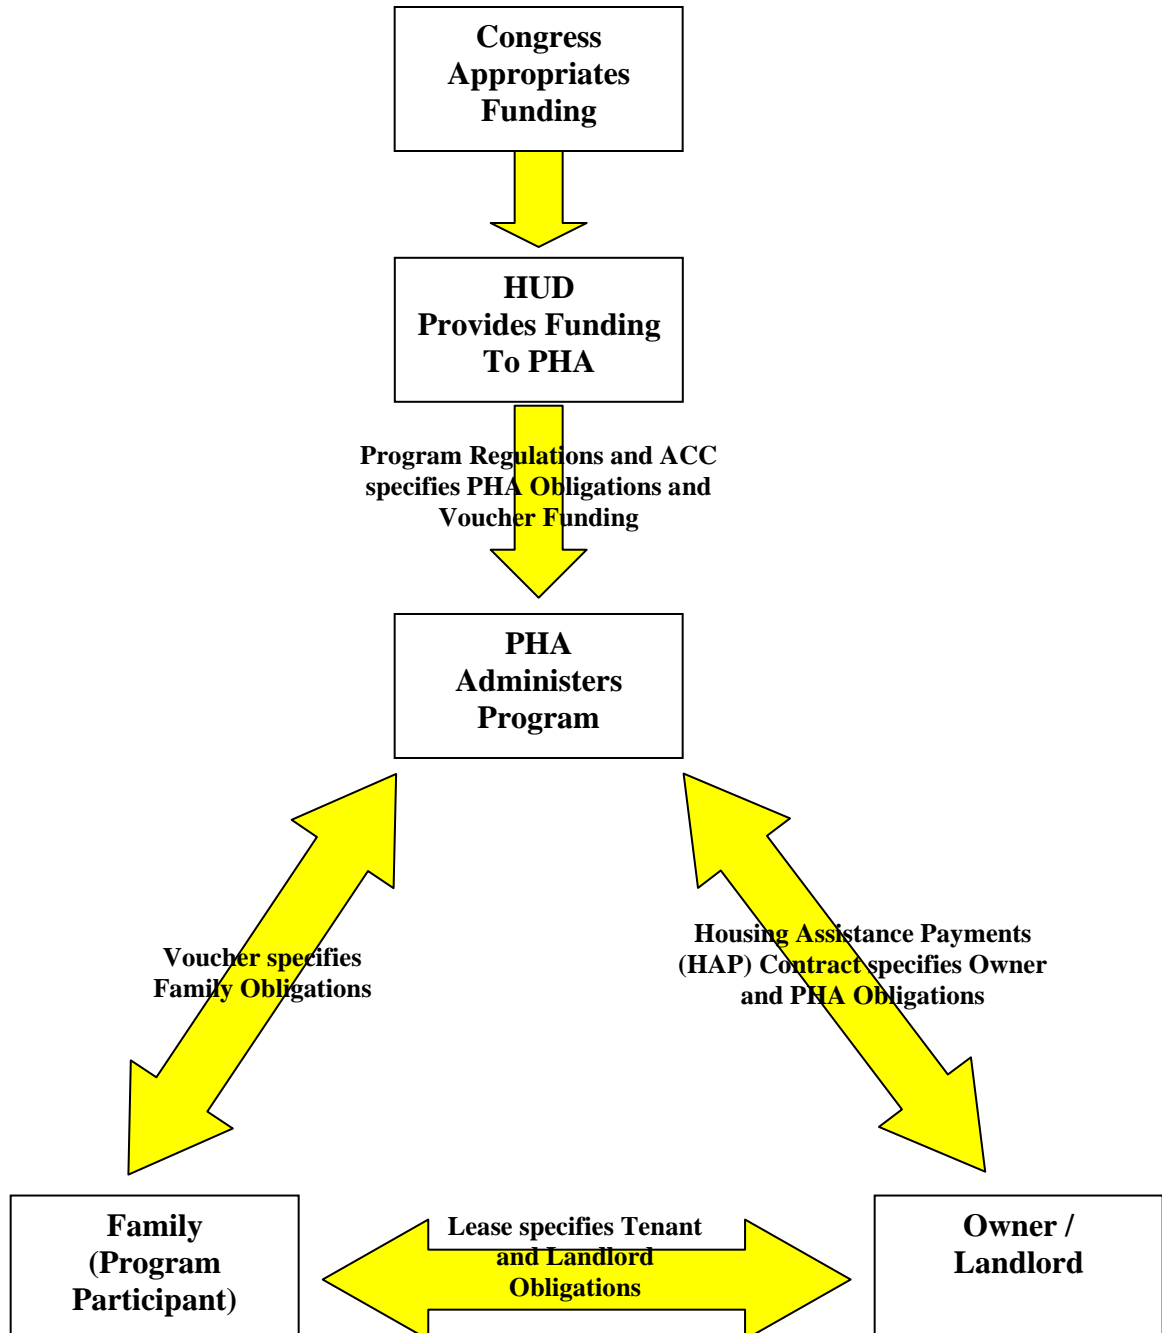 Congress
Appropriates
Funding
HUD
Provides Funding
To PHA
Program Regulations and ACC
specifies PHA Obligations and
Voucher Funding
PHA
Administers
Program
Voucher specifies
Family Obligations
Housing Assistance Payments
(HAP) Contract specifies Owner
and PHA Obligations
Family
(Program
Participant)
Lease specifies Tenant
and Landlord
Obligations
Owner /
Landlord